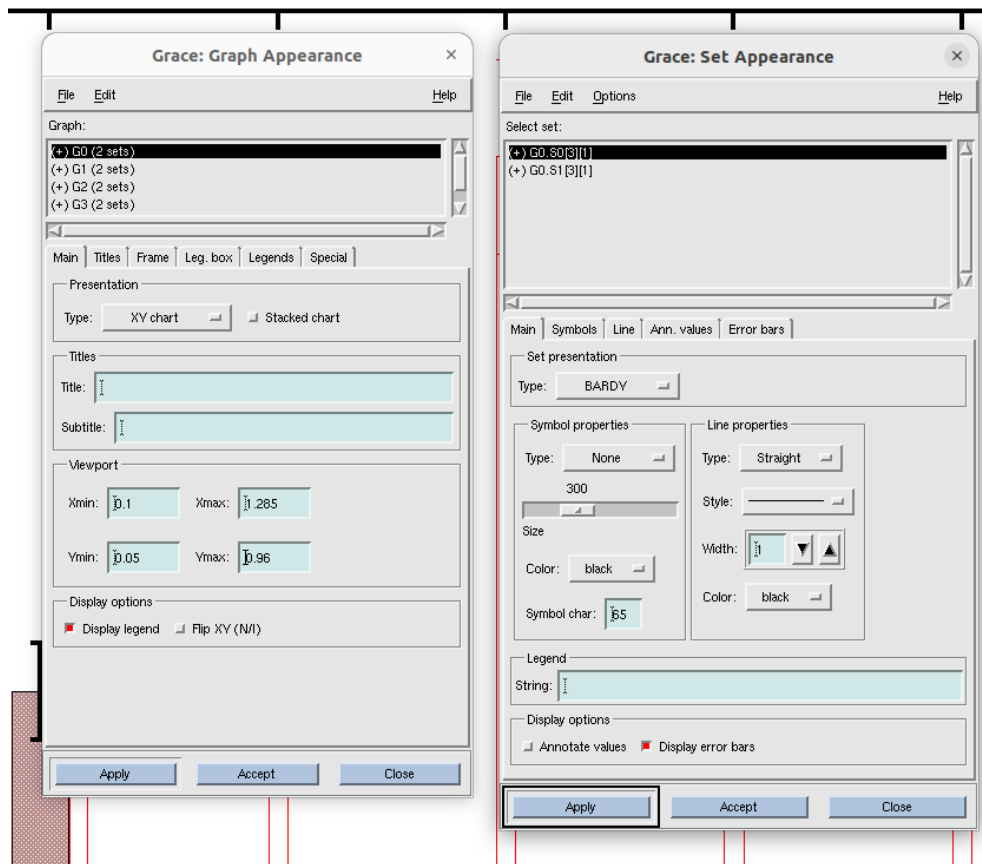 Grace: Graph Appearance
×
File Edit Help
Graph:
(+) G0 (2 sets)
(+) G1 (2 sets)
(+) G2 (2 sets)
(+) G3 (2 sets)
Main Titles Frame Leg. box Legends Special
Presentation
Type: XY chart Stacked chart
Titles
Title:
Subtitle:
Viewport
Xmin: 0.1 Xmax: 1.285
Ymin: 0.05 Ymax: 0.96
Display options
Display legend Flip XY (N/I)
Apply Accept Close
Grace: Set Appearance
×
File Edit Options Help
Select set:
(+) G0.S0[3][1]
(+) G0.S1[3][1]
Main Symbols Line Ann. values Error bars
Set presentation
Type: BARDY
Symbol properties
Type: None
300
Size
Color: black
Symbol char: 65
Line properties
Type: Straight
Style:
Width: 1
Color: black
Legend
String:
Display options
Annotate values Display error bars
Apply Accept Close